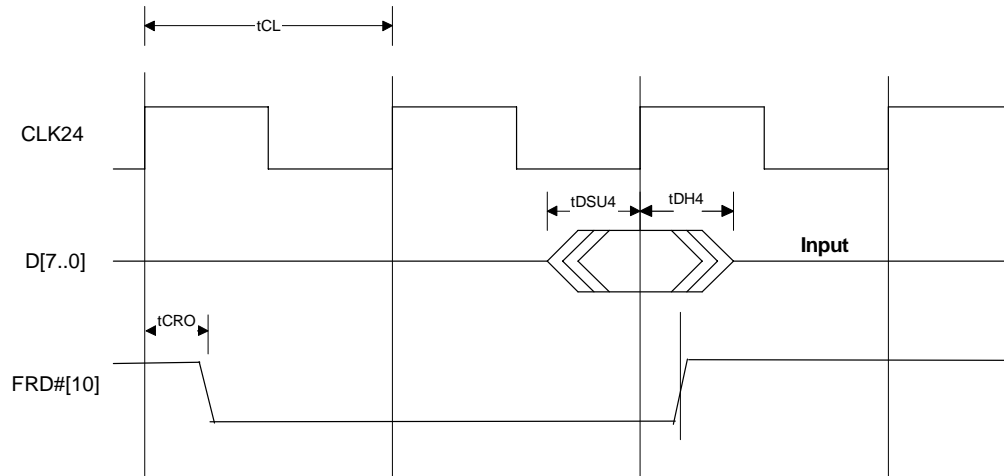 tCL
CLK24
tDSU4 tDH4
D[7..0] Input
tCRO
FRD#[10]